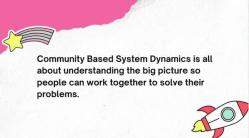 Community Based System Dynamics is all
about understanding the big picture so
people can work together to solve their
problems.